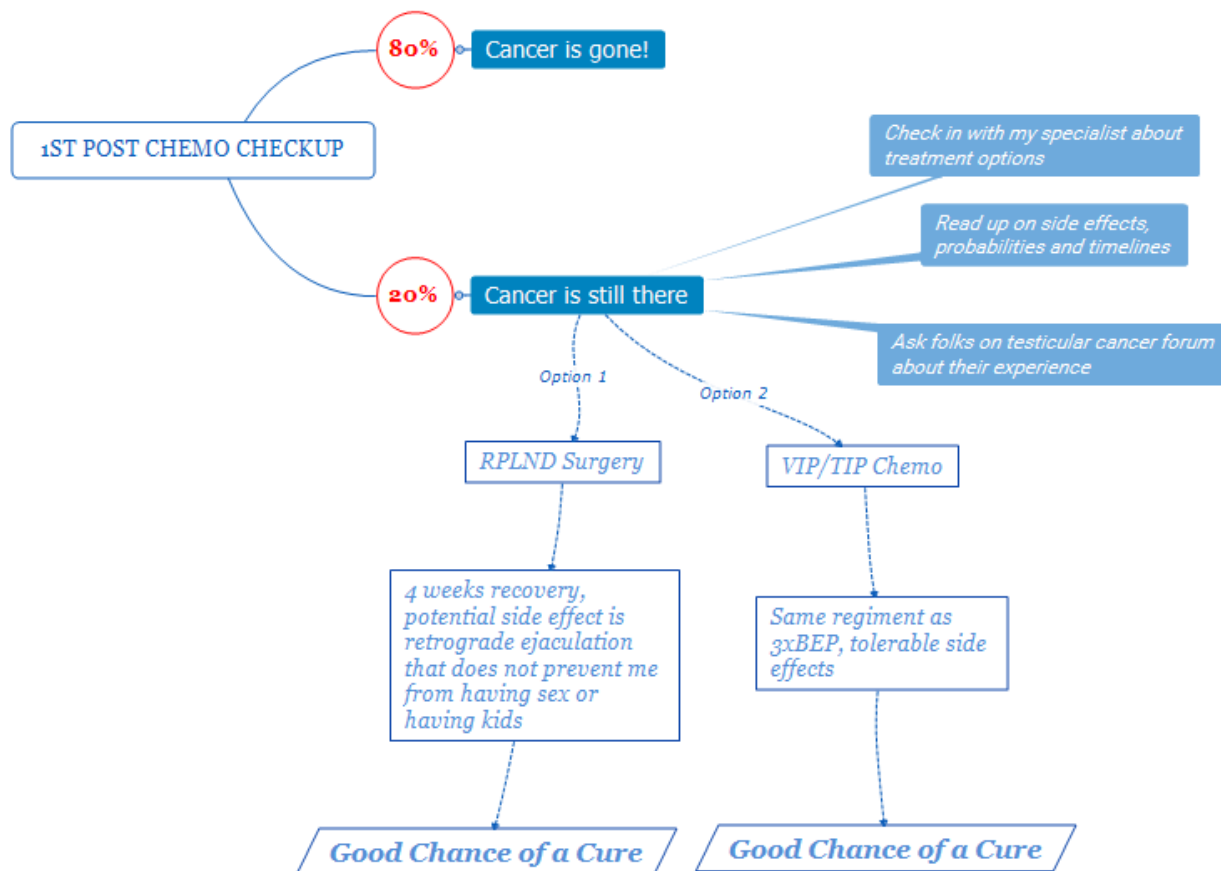 80%
Cancer is gone!
1ST POST CHEMO CHECKUP
Check in with my specialist about
treatment options
Read up on side effects,
probabilities and timelines
20%
Cancer is still there
Ask folks on testicular cancer forum
about their experience
Option 1
Option 2
RPLND Surgery
VIP/TIP Chemo
4 weeks recovery,
potential side effect is
retrograde ejaculation
that does not prevent me
from having sex or
having kids
Same regiment as
3xBEP, tolerable side
effects
Good Chance of a Cure
Good Chance of a Cure